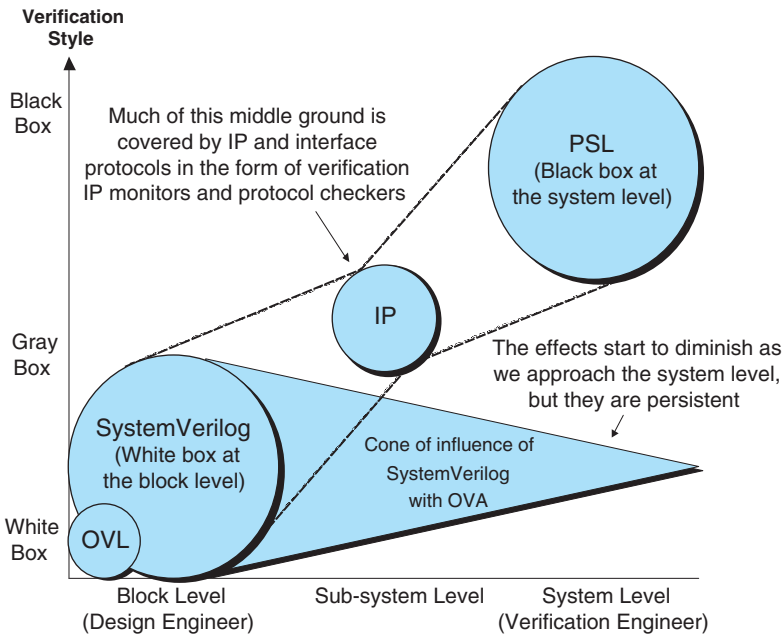 Verification
Style
Black
Box
Much of this middle ground is
covered by IP and interface
protocols in the form of verification
IP monitors and protocol checkers
PSL
(Black box at
the system level)
IP
Gray
Box
The effects start to diminish as
we approach the system level,
but they are persistent
SystemVerilog
(White box at
the block level)
Cone of influence of
SystemVerilog
with OVA
White
Box
OVL
Block Level
(Design Engineer)
Sub-system Level
System Level
(Verification Engineer)